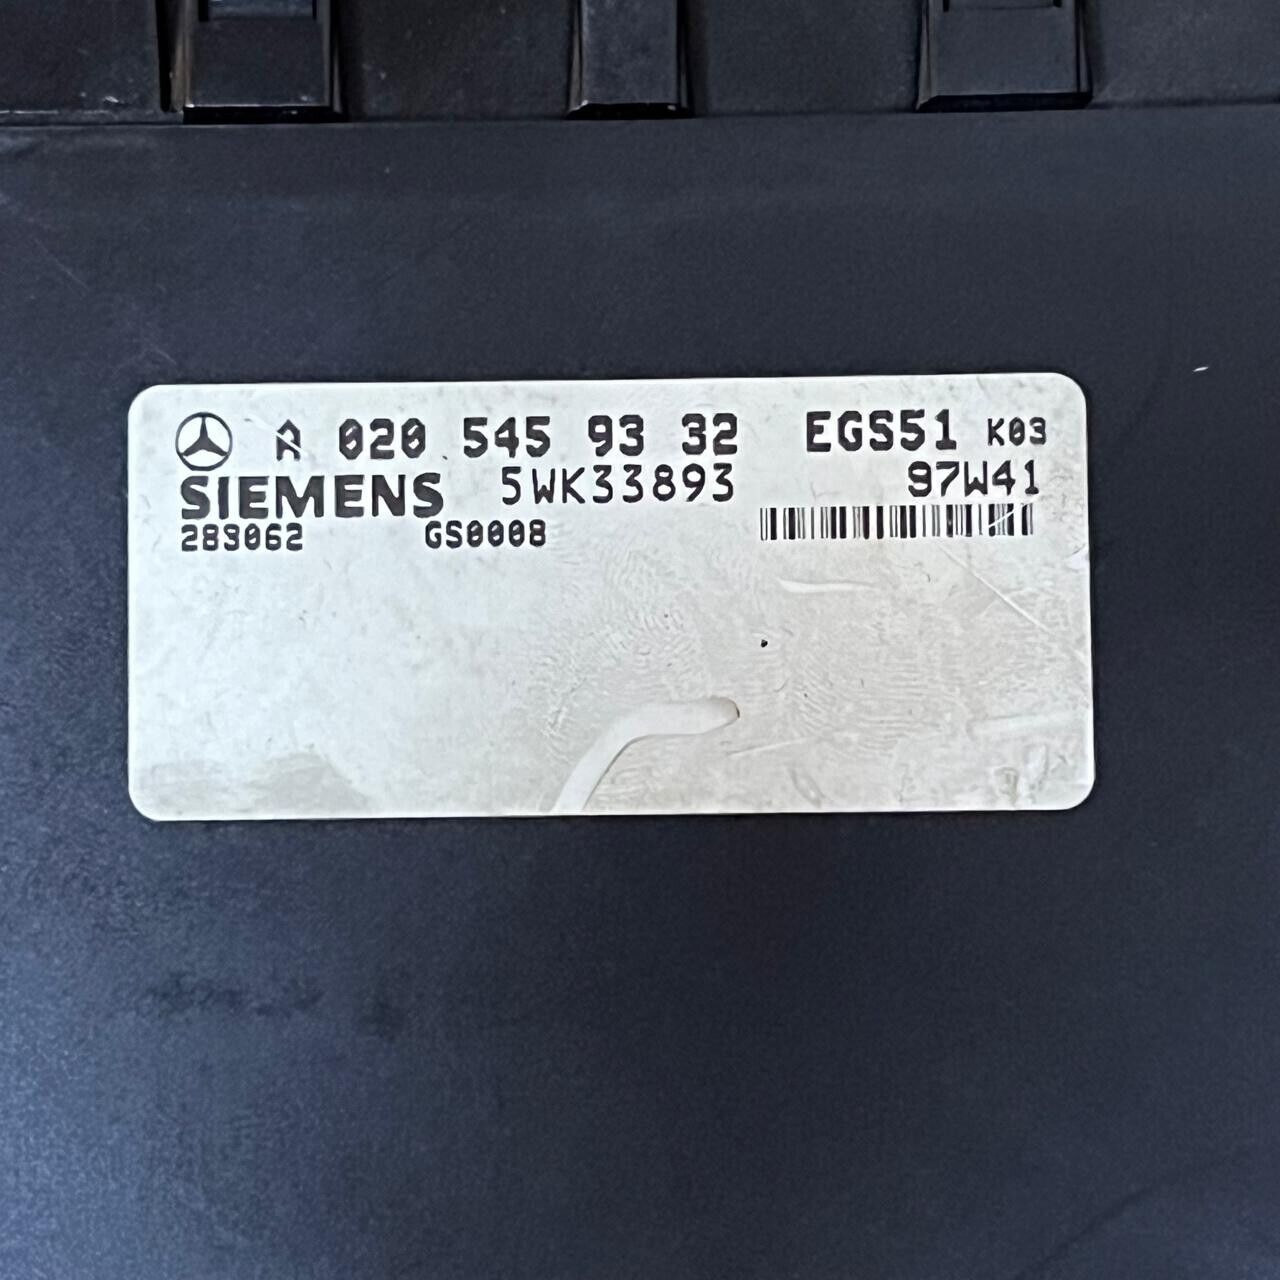 A 020 545 93 32 EGS51 K03
SIEMENS 5WK33893 97W41
283062 GS0008